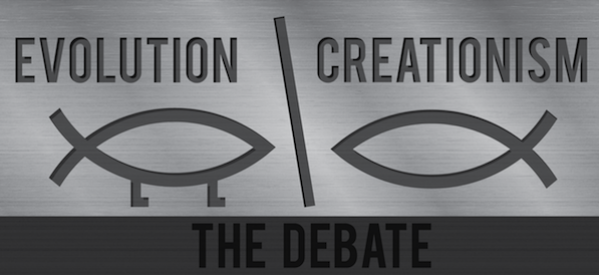 EVOLUTION
CREATIONISM
THE DEBATE